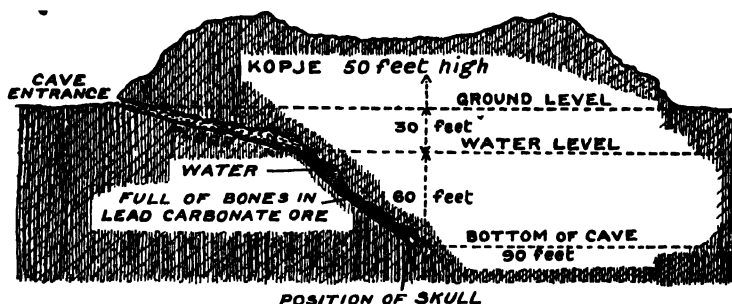 KOPJE 50 feet high
CAVE
ENTRANCE
GROUND LEVEL
30 feet
WATER LEVEL
WATER
FULL OF BONES IN
LEAD CARBONATE ORE
60 feet
BOTTOM OF CAVE
90 feet
POSITION OF SKULL